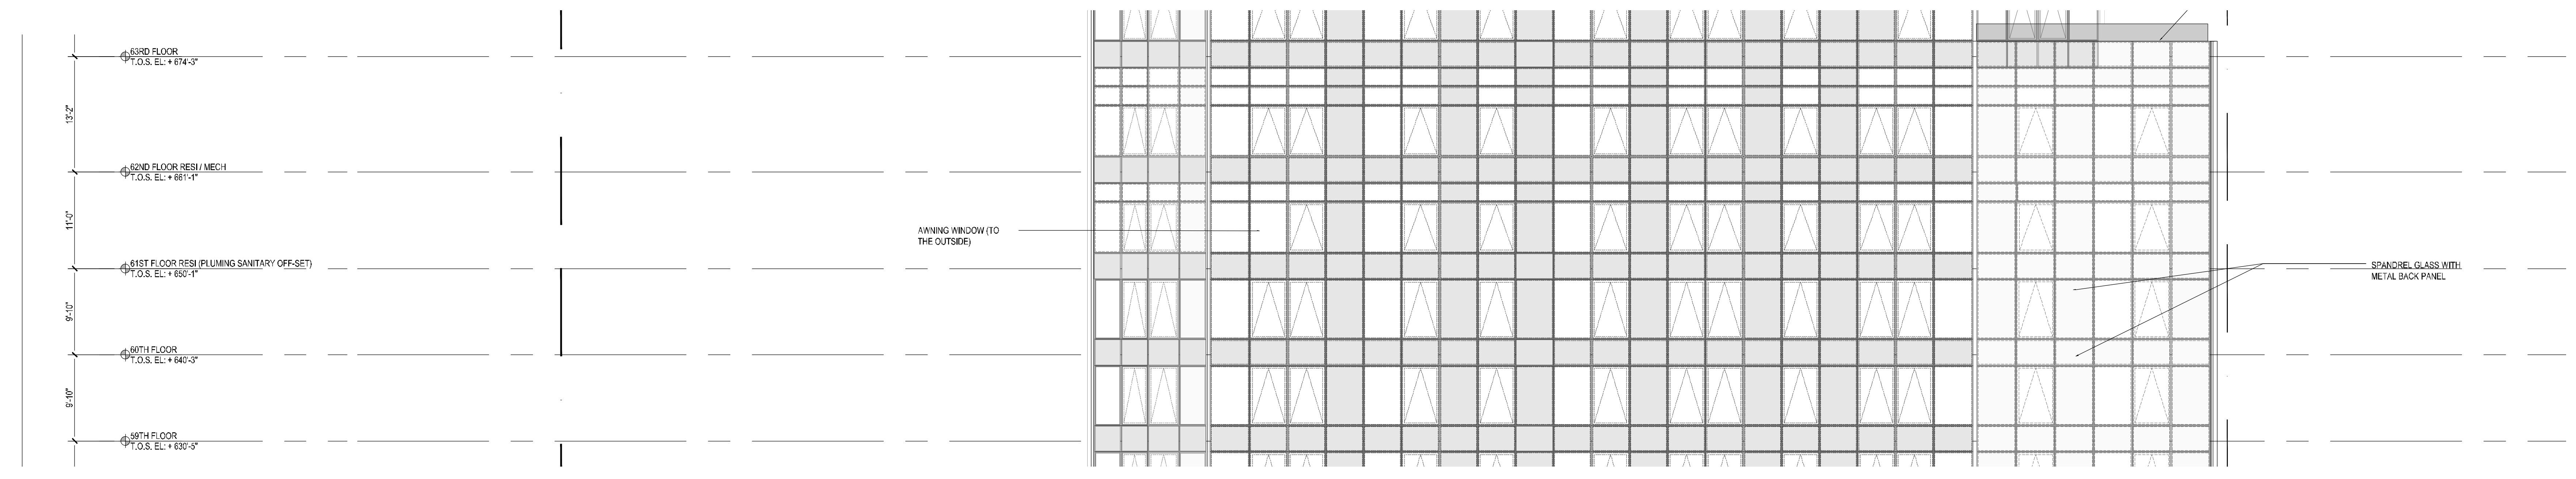 63RD FLOOR
T.O.S. EL: + 674'-3"
13'-2"
62ND FLOOR RESI / MECH
T.O.S. EL: + 661'-1"
11'-0"
AWNING WINDOW (TO
THE OUTSIDE)
61ST FLOOR RESI (PLUMING SANITARY OFF-SET)
T.O.S. EL: + 650'-1"
SPANDREL GLASS WITH
METAL BACK PANEL
9'-10"
60TH FLOOR
T.O.S. EL: + 640'-3"
9'-10"
59TH FLOOR
T.O.S. EL: + 630'-5"